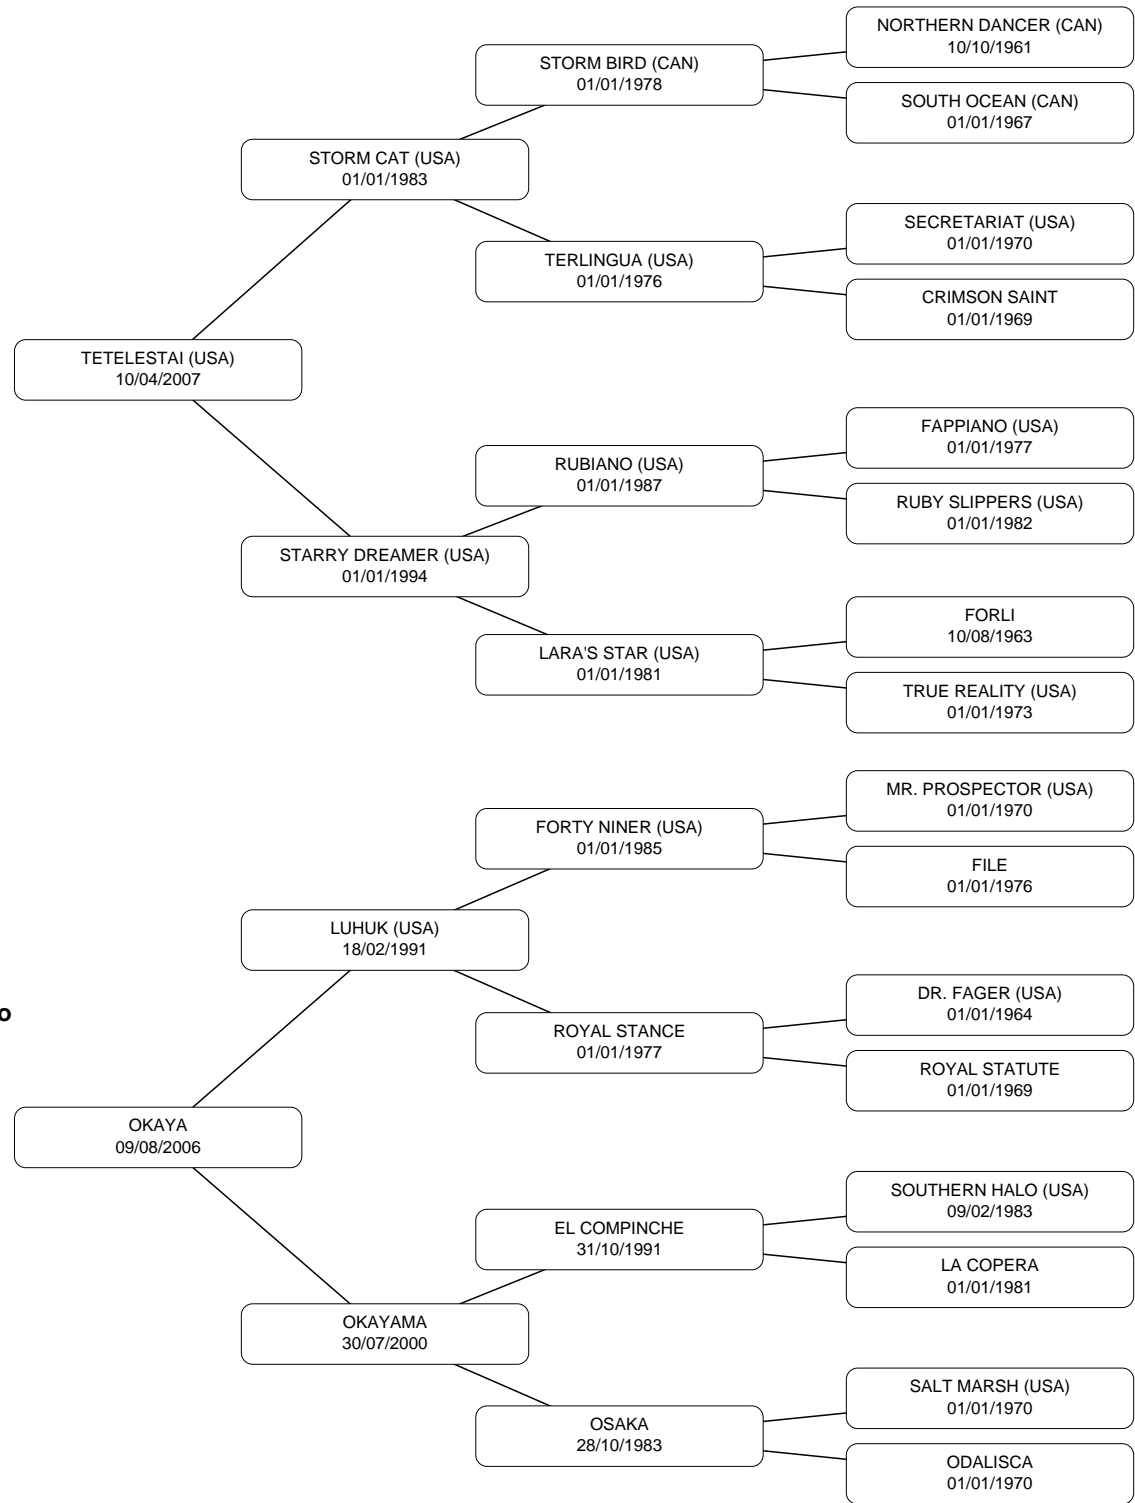 NORTHERN DANCER (CAN)
10/10/1961
STORM BIRD (CAN)
01/01/1978
SOUTH OCEAN (CAN)
01/01/1967
STORM CAT (USA)
01/01/1983
SECRETARIAT (USA)
01/01/1970
TERLINGUA (USA)
01/01/1976
CRIMSON SAINT
01/01/1969
TETELESTAI (USA)
10/04/2007
FAPPIANO (USA)
01/01/1977
RUBIANO (USA)
01/01/1987
RUBY SLIPPERS (USA)
01/01/1982
STARRY DREAMER (USA)
01/01/1994
FORLI
10/08/1963
LARA'S STAR (USA)
01/01/1981
TRUE REALITY (USA)
01/01/1973
MR. PROSPECTOR (USA)
01/01/1970
FORTY NINER (USA)
01/01/1985
FILE
01/01/1976
LUHUK (USA)
18/02/1991
DR. FAGER (USA)
01/01/1964
o
ROYAL STANCE
01/01/1977
ROYAL STATUTE
01/01/1969
OKAYA
09/08/2006
SOUTHERN HALO (USA)
09/02/1983
EL COMPINCHE
31/10/1991
LA COPERA
01/01/1981
OKAYAMA
30/07/2000
SALT MARSH (USA)
01/01/1970
OSAKA
28/10/1983
ODALISCA
01/01/1970